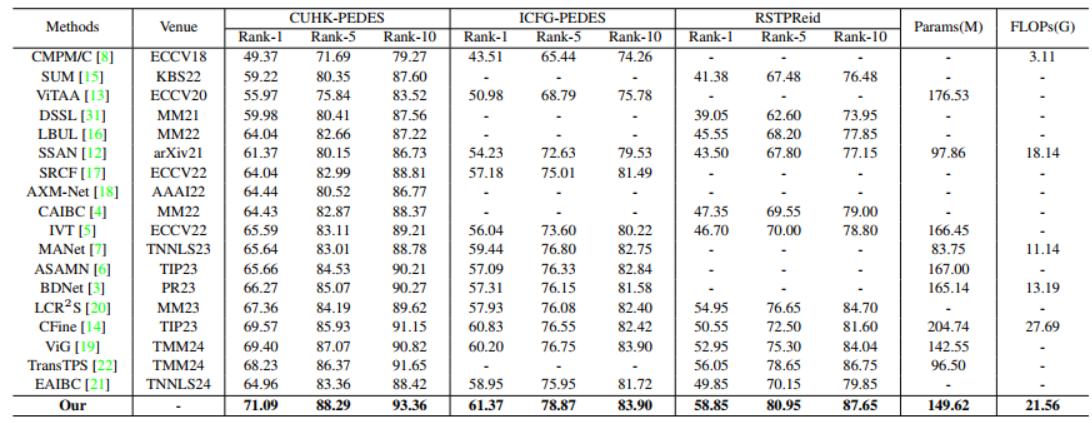 Methods Venue CUHK-PEDES ICFG-PEDES RSTPReid Params(M) FLOPs(G)
Rank-1 Rank-5 Rank-10 Rank-1 Rank-5 Rank-10 Rank-1 Rank-5 Rank-10
CMPM/C [8] ECCV18 49.37 71.69 79.27 43.51 65.44 74.26 - - - - 3.11
SUM [15] KBS22 59.22 80.35 87.60 - - - 41.38 67.48 76.48 - -
ViTAA [13] ECCV20 55.97 75.84 83.52 50.98 68.79 75.78 - - - 176.53 -
DSSL [31] MM21 59.98 80.41 87.56 - - - 39.05 62.60 73.95 - -
LBUL [16] MM22 64.04 82.66 87.22 - - - 45.55 68.20 77.85 - -
SSAN [12] arXiv21 61.37 80.15 86.73 54.23 72.63 79.53 43.50 67.80 77.15 97.86 18.14
SRCF [17] ECCV22 64.04 82.99 88.81 57.18 75.01 81.49 - - - - -
AXM-Net [18] AAAI22 64.44 80.52 86.77 - - - - - - - -
CAIBC [4] MM22 64.43 82.87 88.37 - - - 47.35 69.55 79.00 - -
IVT [5] ECCV22 65.59 83.11 89.21 56.04 73.60 80.22 46.70 70.00 78.80 166.45 -
MANet [7] TNNLS23 65.64 83.01 88.78 59.44 76.80 82.75 - - - 83.75 11.14
ASAMN [6] TIP23 65.66 84.53 90.21 57.09 76.33 82.84 - - - 167.00 -
BDNet [3] PR23 66.27 85.07 90.27 57.31 76.15 81.58 - - - 165.14 13.19
LCR²S [20] MM23 67.36 84.19 89.62 57.93 76.08 82.40 54.95 76.65 84.70 - -
CFine [14] TIP23 69.57 85.93 91.15 60.83 76.55 82.42 50.55 72.50 81.60 204.74 27.69
ViG [19] TMM24 69.40 87.07 90.82 60.20 76.75 83.90 52.95 75.30 84.04 142.55 -
TransTPS [22] TMM24 68.23 86.37 91.65 - - - 56.05 78.65 86.75 96.50 -
EAIBC [21] TNNLS24 64.96 83.36 88.42 58.95 75.95 81.72 49.85 70.15 79.85 - -
Our - 71.09 88.29 93.36 61.37 78.87 83.90 58.85 80.95 87.65 149.62 21.56